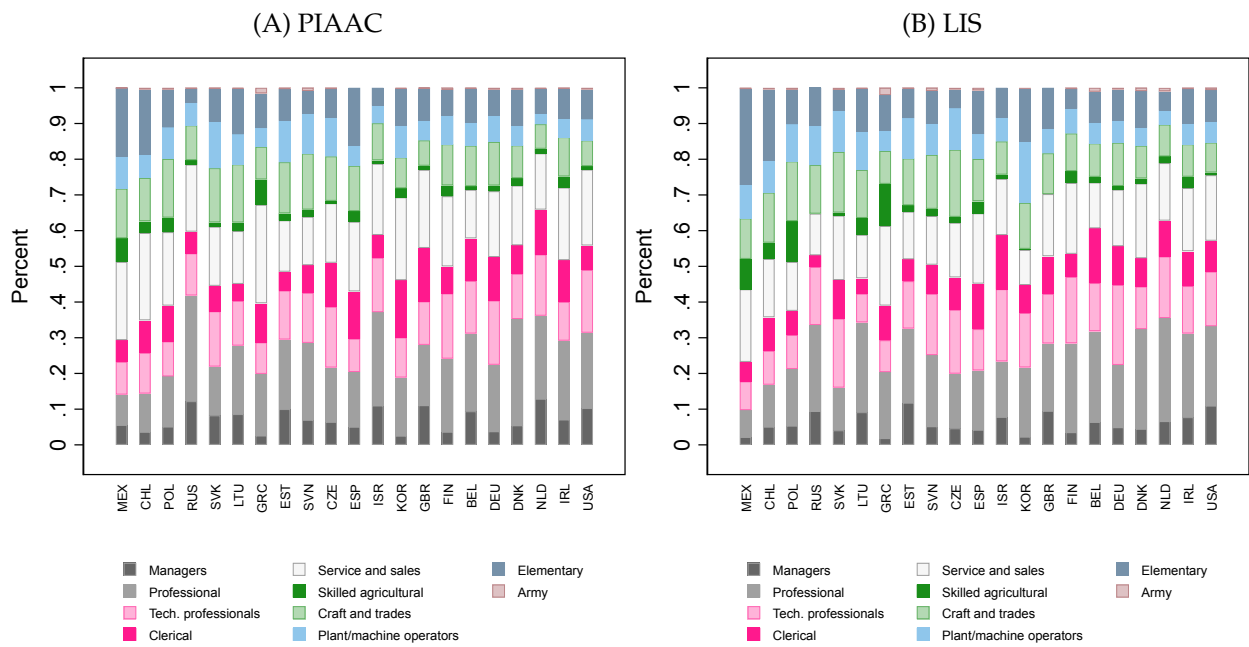 (A) PIAAC
Percent
1
.9
.8
.7
.6
.5
.4
.3
.2
.1
0
MEX CHL POL RUS SVK LTU GRC EST SVN CZE ESP ISR KOR GBR FIN BEL DEU DNK NLD IRL USA
Managers Service and sales Elementary
Professional Skilled agricultural Army
Tech. professionals Craft and trades
Clerical Plant/machine operators
(B) LIS
Percent
1
.9
.8
.7
.6
.5
.4
.3
.2
.1
0
MEX CHL POL RUS SVK LTU GRC EST SVN CZE ESP ISR KOR GBR FIN BEL DEU DNK NLD IRL USA
Managers Service and sales Elementary
Professional Skilled agricultural Army
Tech. professionals Craft and trades
Clerical Plant/machine operators